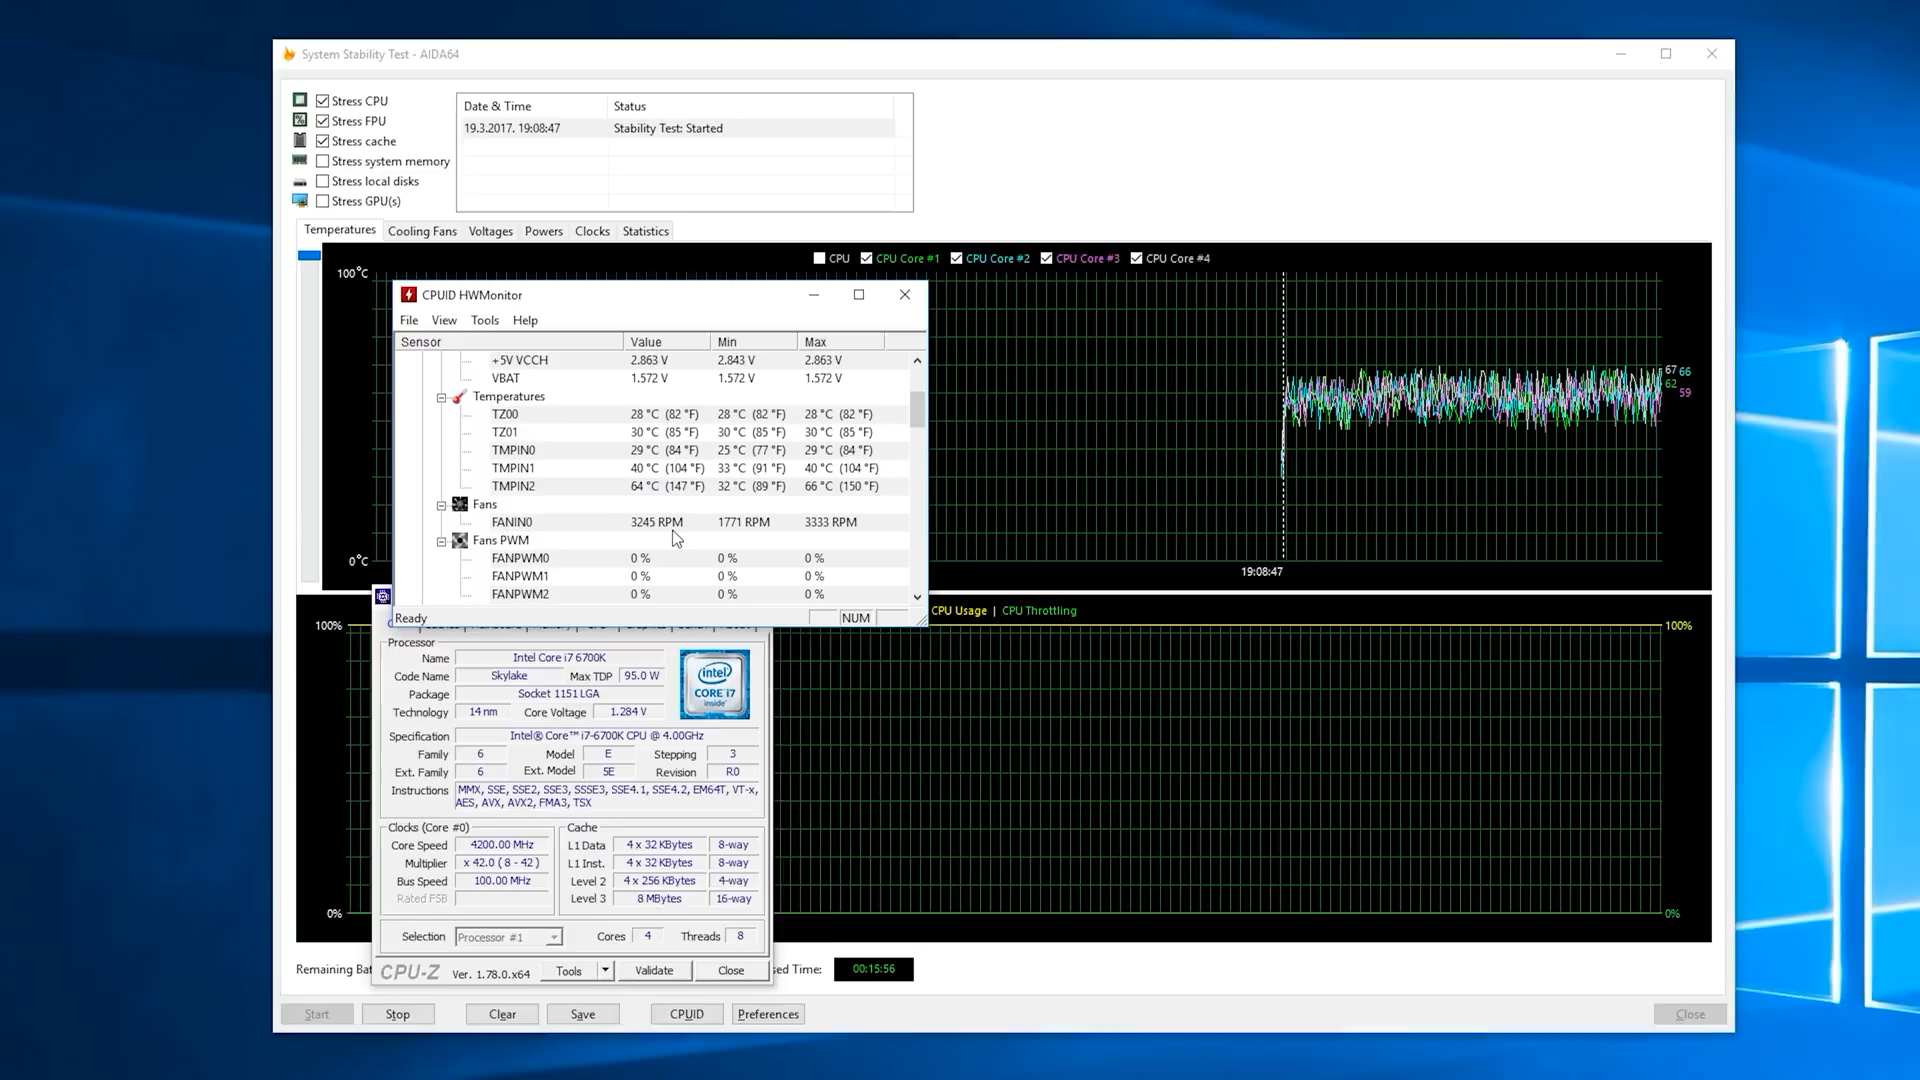 System Stability Test - AIDA64
Stress CPU
Stress FPU
Stress cache
Stress system memory
Stress local disks
Stress GPU(s)
Date & Time Status
19.3.2017. 19:08:47 Stability Test: Started
Temperatures Cooling Fans Voltages Powers Clocks Statistics
CPU CPU Core #1 CPU Core #2 CPU Core #3 CPU Core #4
100°C
0°C
67 66
62
59
19:08:47
CPUID HWMonitor
File View Tools Help
Sensor Value Min Max
+5V VCCH 2.863 V 2.843 V 2.863 V
VBAT 1.572 V 1.572 V 1.572 V
Temperatures
TZ00 28 °C (82 °F) 28 °C (82 °F) 28 °C (82 °F)
TZ01 30 °C (85 °F) 30 °C (85 °F) 30 °C (85 °F)
TMPIN0 29 °C (84 °F) 25 °C (77 °F) 29 °C (84 °F)
TMPIN1 40 °C (104 °F) 33 °C (91 °F) 40 °C (104 °F)
TMPIN2 64 °C (147 °F) 32 °C (89 °F) 66 °C (150 °F)
Fans
FANIN0 3245 RPM 1771 RPM 3333 RPM
Fans PWM
FANPWM0 0 % 0 % 0 %
FANPWM1 0 % 0 % 0 %
FANPWM2 0 % 0 % 0 %
Ready NUM
CPU Usage | CPU Throttling
100% 100%
0% 0%
Processor
Name Intel Core i7 6700K
Code Name Skylake Max TDP 95.0 W
Package Socket 1151 LGA
Technology 14 nm Core Voltage 1.284 V
intel
CORE i7
inside
Specification Intel® Core™ i7-6700K CPU @ 4.00GHz
Family 6 Model E Stepping 3
Ext. Family 6 Ext. Model 5E Revision R0
Instructions MMX, SSE, SSE2, SSE3, SSSE3, SSE4.1, SSE4.2, EM64T, VT-x,
AES, AVX, AVX2, FMA3, TSX
Clocks (Core #0)
Core Speed 4200.00 MHz
Multiplier x 42.0 ( 8 - 42 )
Bus Speed 100.00 MHz
Rated FSB
Cache
L1 Data 4 x 32 KBytes 8-way
L1 Inst. 4 x 32 KBytes 8-way
Level 2 4 x 256 KBytes 4-way
Level 3 8 MBytes 16-way
Selection Processor #1 Cores 4 Threads 8
CPU-Z Ver. 1.78.0.x64 Tools Validate Close
Remaining Bat
sed Time: 00:15:56
Start Stop Clear Save CPUID Preferences Close